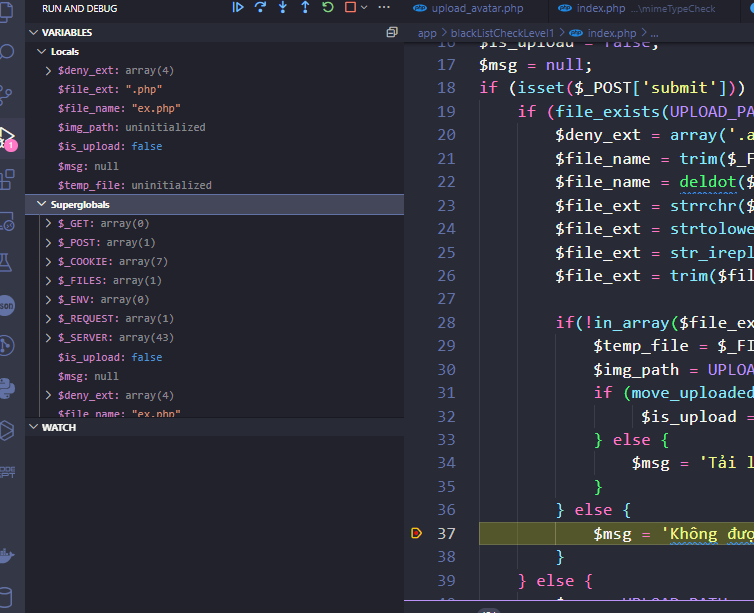 RUN AND DEBUG
upload_avatar.php
index.php ...\mimeTypeCheck
VARIABLES
app > blackListCheckLevel1 > index.php > ...
Locals
$deny_ext: array(4)
$file_ext: ".php"
$file_name: "ex.php"
$img_path: uninitialized
$is_upload: false
$msg: null
$temp_file: uninitialized
Superglobals
$_GET: array(0)
$_POST: array(1)
$_COOKIE: array(7)
$_FILES: array(1)
$_ENV: array(0)
$_REQUEST: array(1)
$_SERVER: array(43)
$is_upload: false
$msg: null
$deny_ext: array(4)
$file_name: "ex.php"
WATCH
16 $is_upload = false;
17 $msg = null;
18 if (isset($_POST['submit']))
19 if (file_exists(UPLOAD_PA
20 $deny_ext = array('.a
21 $file_name = trim($_F
22 $file_name = deldot($
23 $file_ext = strrchr($
24 $file_ext = strtolowe
25 $file_ext = str_irepl
26 $file_ext = trim($fil
27
28 if(!in_array($file_ex
29 $temp_file = $_FI
30 $img_path = UPLOA
31 if (move_uploaded
32 $is_upload =
33 } else {
34 $msg = 'Tải l
35 }
36 } else {
37 $msg = 'Không đượ
38 }
39 } else {